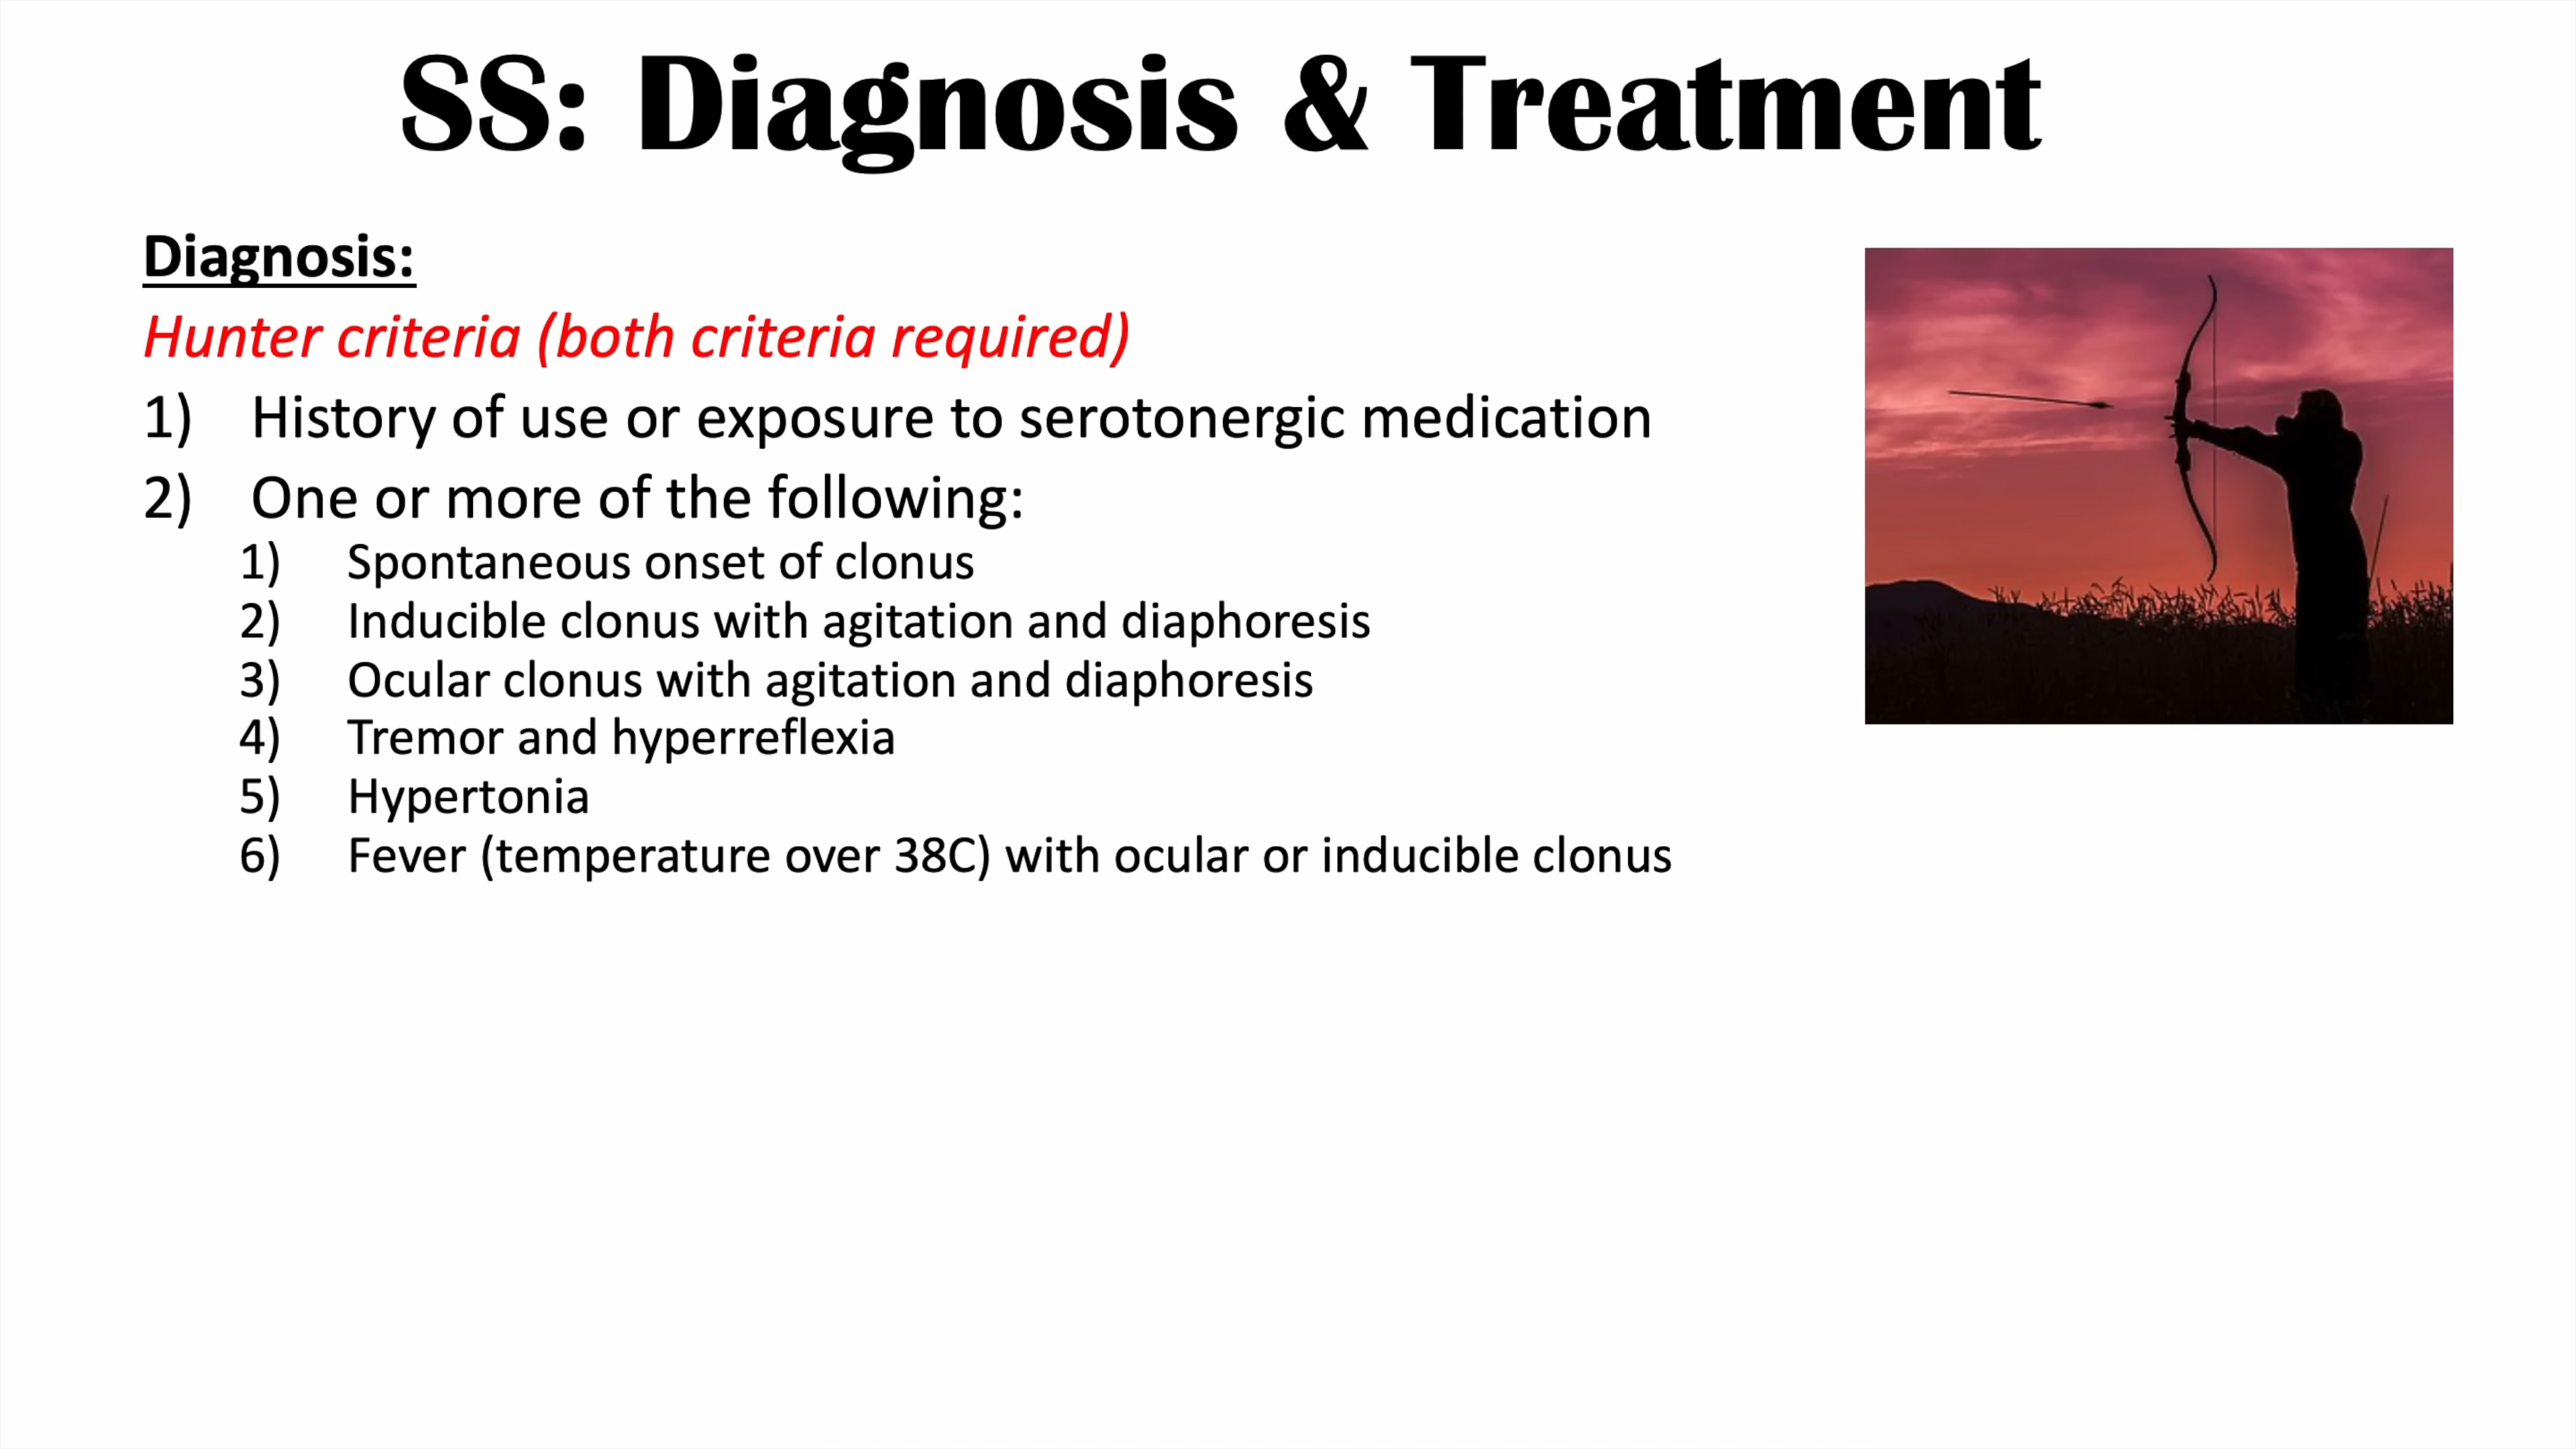 SS: Diagnosis & Treatment
Diagnosis:
Hunter criteria (both criteria required)
1) History of use or exposure to serotonergic medication
2) One or more of the following:
1) Spontaneous onset of clonus
2) Inducible clonus with agitation and diaphoresis
3) Ocular clonus with agitation and diaphoresis
4) Tremor and hyperreflexia
5) Hypertonia
6) Fever (temperature over 38C) with ocular or inducible clonus